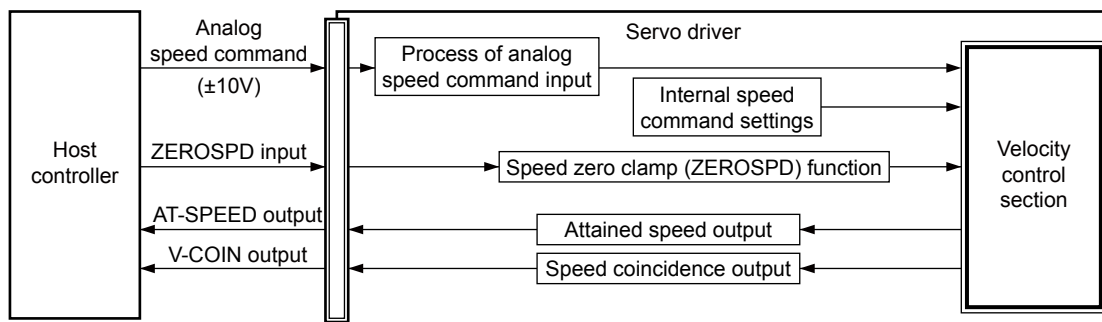 Host
controller
Analog
speed command
(±10V)
ZEROSPD input
AT-SPEED output
V-COIN output
Servo driver
Process of analog
speed command input
Internal speed
command settings
Speed zero clamp (ZEROSPD) function
Attained speed output
Speed coincidence output
Velocity
control
section